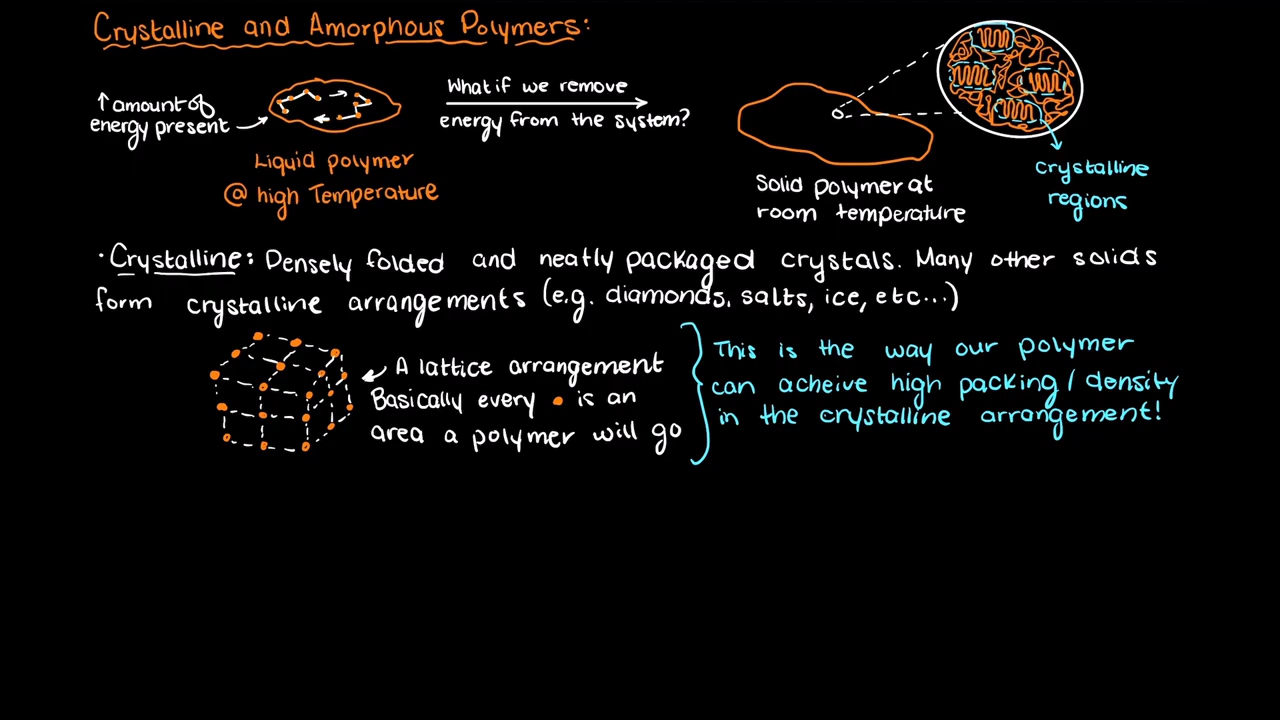 Crystalline and Amorphous Polymers:
↑ amount of
energy present
Liquid polymer
@ high Temperature
What if we remove
energy from the system?
Solid polymer at
room temperature
crystalline
regions
· Crystalline: Densely folded and neatly packaged crystals. Many other solids
form crystalline arrangements (e.g. diamonds, salts, ice, etc...)
A lattice arrangement
Basically every • is an
area a polymer will go
This is the way our polymer
can acheive high packing / density
in the crystalline arrangement!